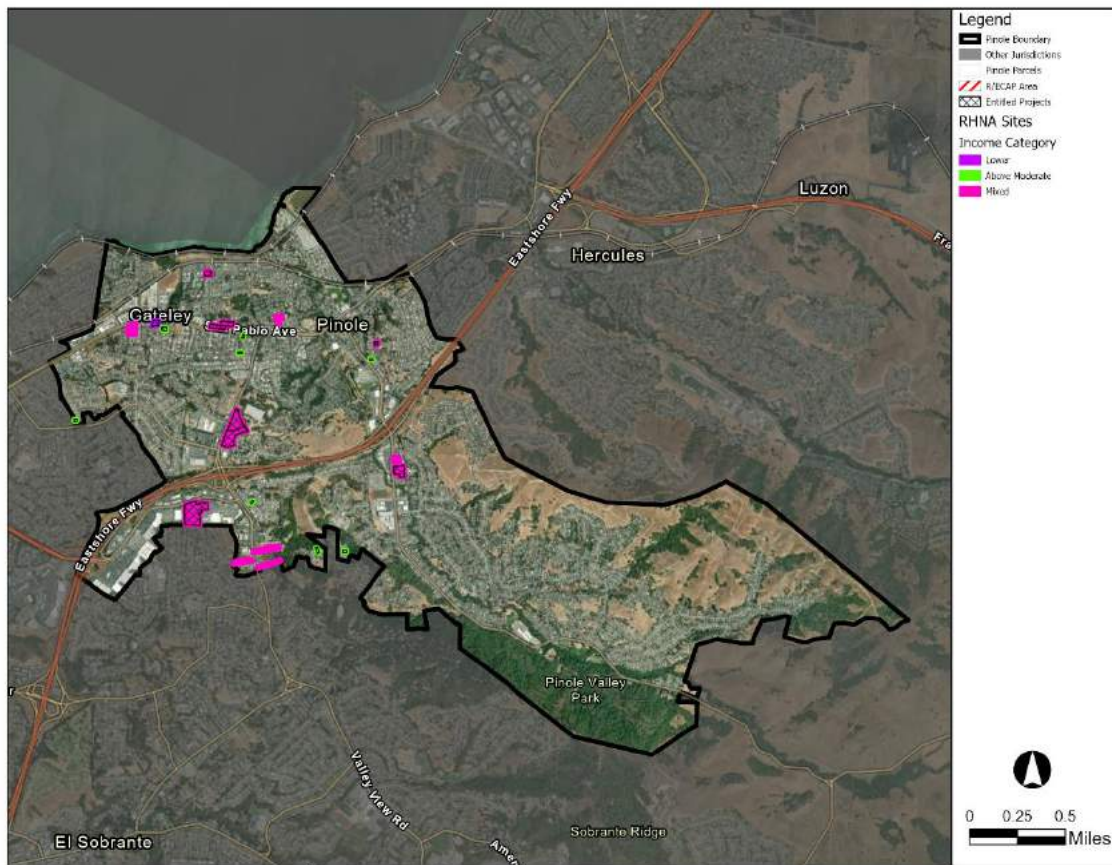 Legend
Pinole Boundary
Other Jurisdictions
Pinole Parcels
R/ECAP Area
Entitled Projects
RHNA Sites
Income Category
Lower
Above Moderate
Mixed
Luzon
Eastshore Fwy
Hercules
Fra
Gateley
Pablo Ave
Pinole
Eastshore Fwy
Pinole Valley
Park
r
Valley View Rd
El Sobrante
Sobrante Ridge
Amer
0 0.25 0.5
Miles